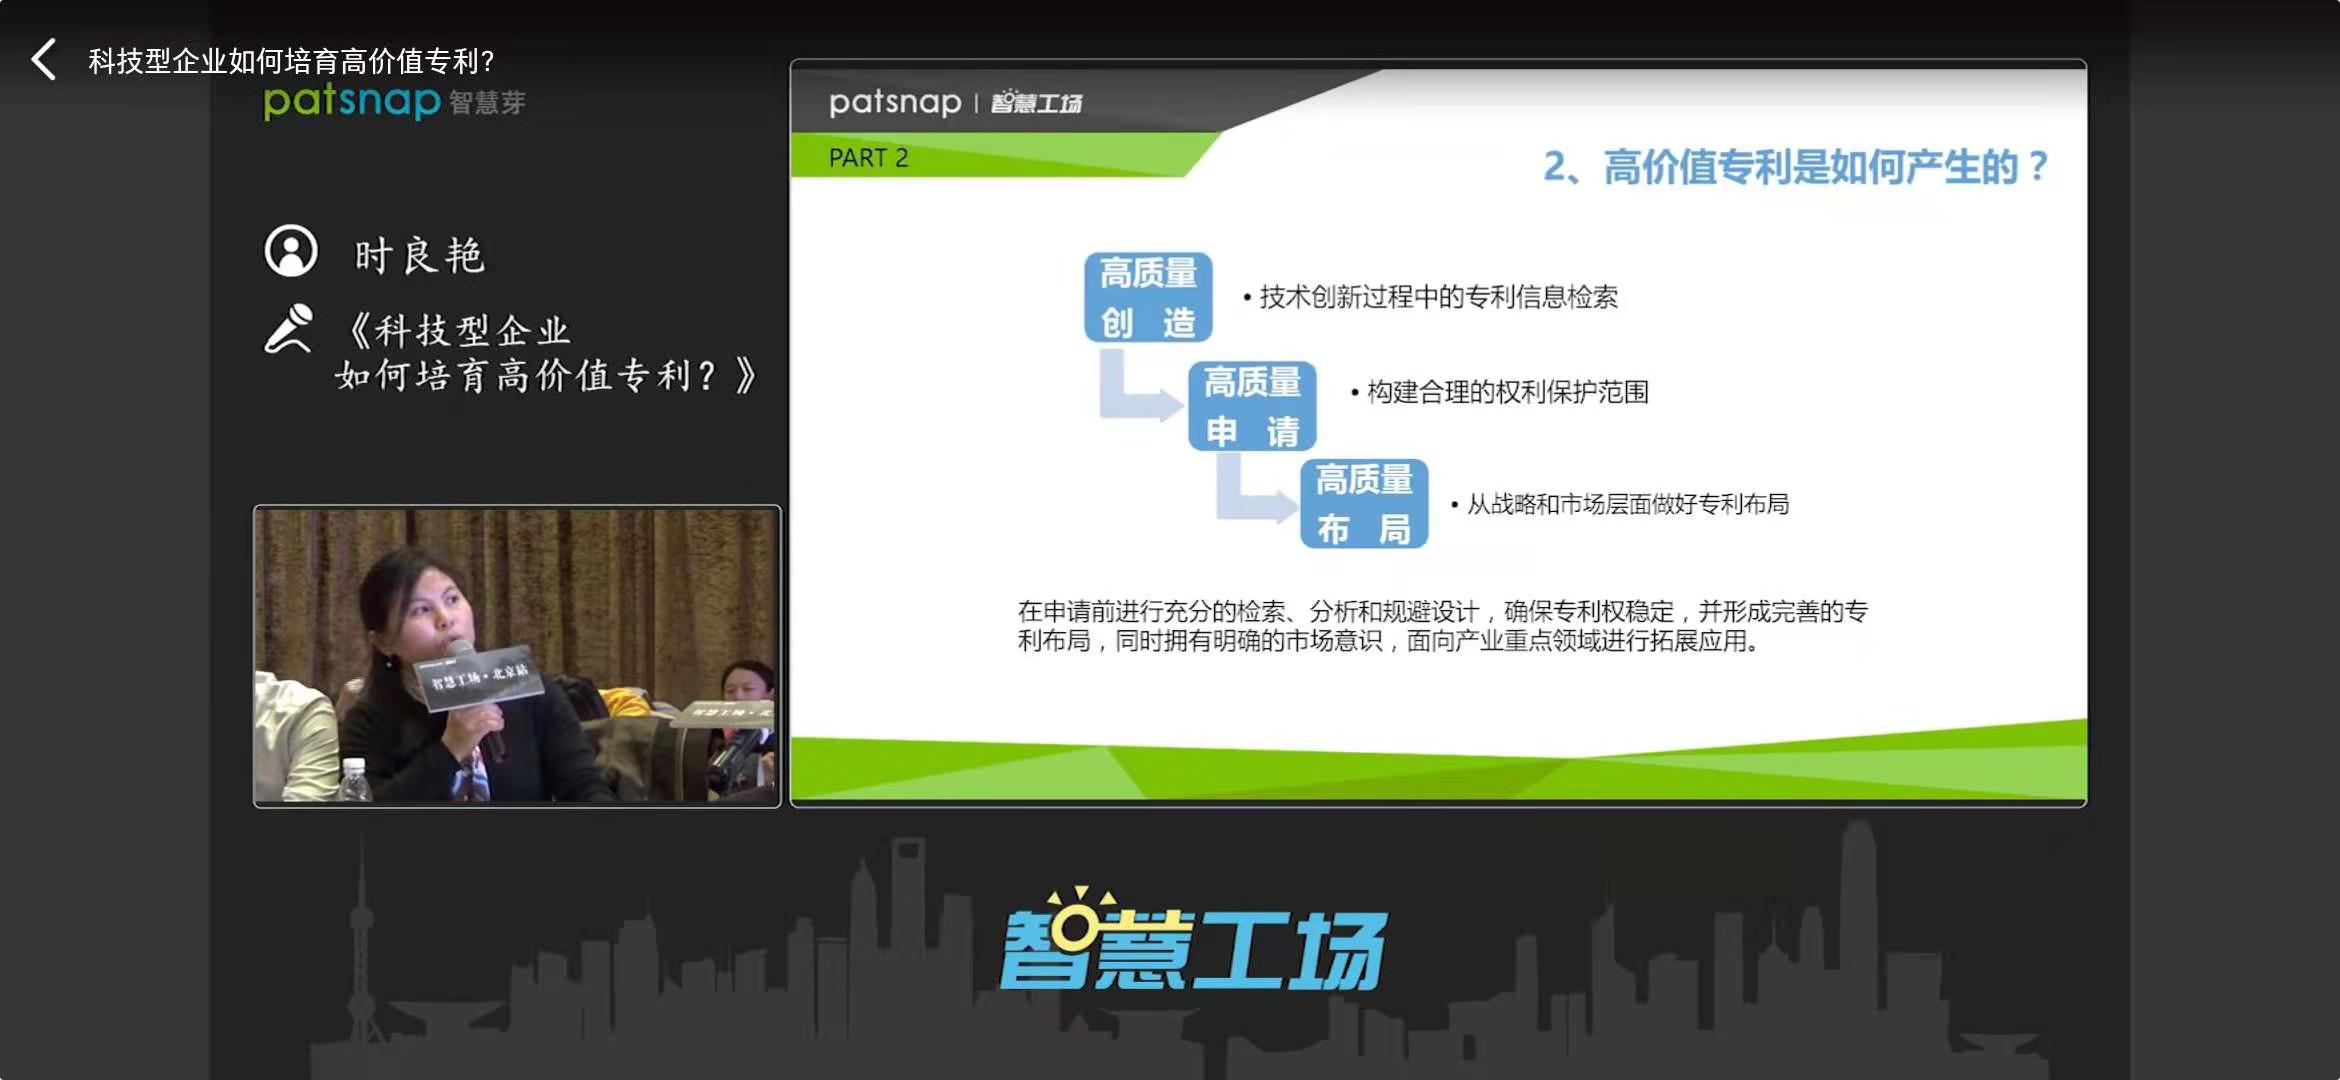 科技型企业如何培育高价值专利？
patsnap 智慧芽
时良艳
《科技型企业
如何培育高价值专利？》
智慧工场·北京站
patsnap | 智慧工场
PART 2
2、高价值专利是如何产生的？
高质量
创 造
• 技术创新过程中的专利信息检索
高质量
申 请
• 构建合理的权利保护范围
高质量
布 局
• 从战略和市场层面做好专利布局
在申请前进行充分的检索、分析和规避设计，确保专利权稳定，并形成完善的专
利布局，同时拥有明确的市场意识，面向产业重点领域进行拓展应用。
智慧工场